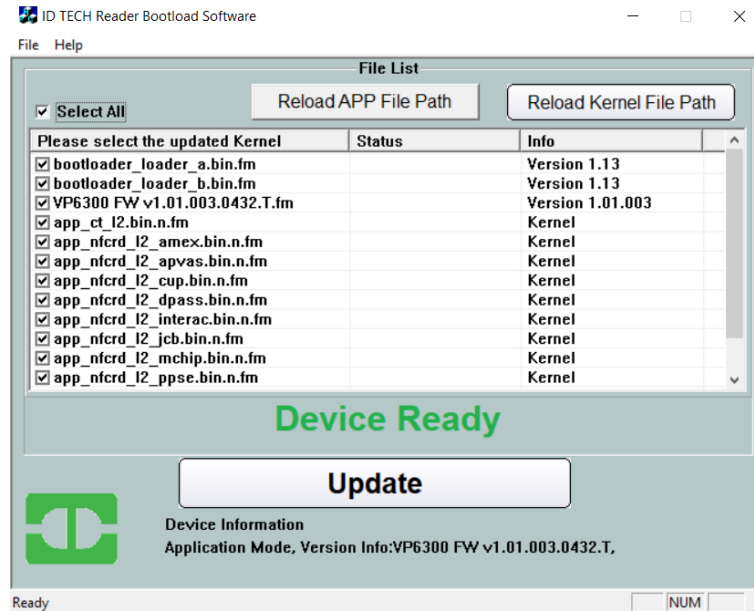 ID TECH Reader Bootload Software
File Help
File List
Select All Reload APP File Path Reload Kernel File Path
Please select the updated Kernel Status Info
bootloader_loader_a.bin.fm Version 1.13
bootloader_loader_b.bin.fm Version 1.13
VP6300 FW v1.01.003.0432.T.fm Version 1.01.003
app_ct_l2.bin.n.fm Kernel
app_nfcrd_l2_amex.bin.n.fm Kernel
app_nfcrd_l2_apvas.bin.n.fm Kernel
app_nfcrd_l2_cup.bin.n.fm Kernel
app_nfcrd_l2_dpass.bin.n.fm Kernel
app_nfcrd_l2_interac.bin.n.fm Kernel
app_nfcrd_l2_jcb.bin.n.fm Kernel
app_nfcrd_l2_mchip.bin.n.fm Kernel
app_nfcrd_l2_ppse.bin.n.fm Kernel
Device Ready
Update
Device Information
Application Mode, Version Info:VP6300 FW v1.01.003.0432.T,
Ready NUM